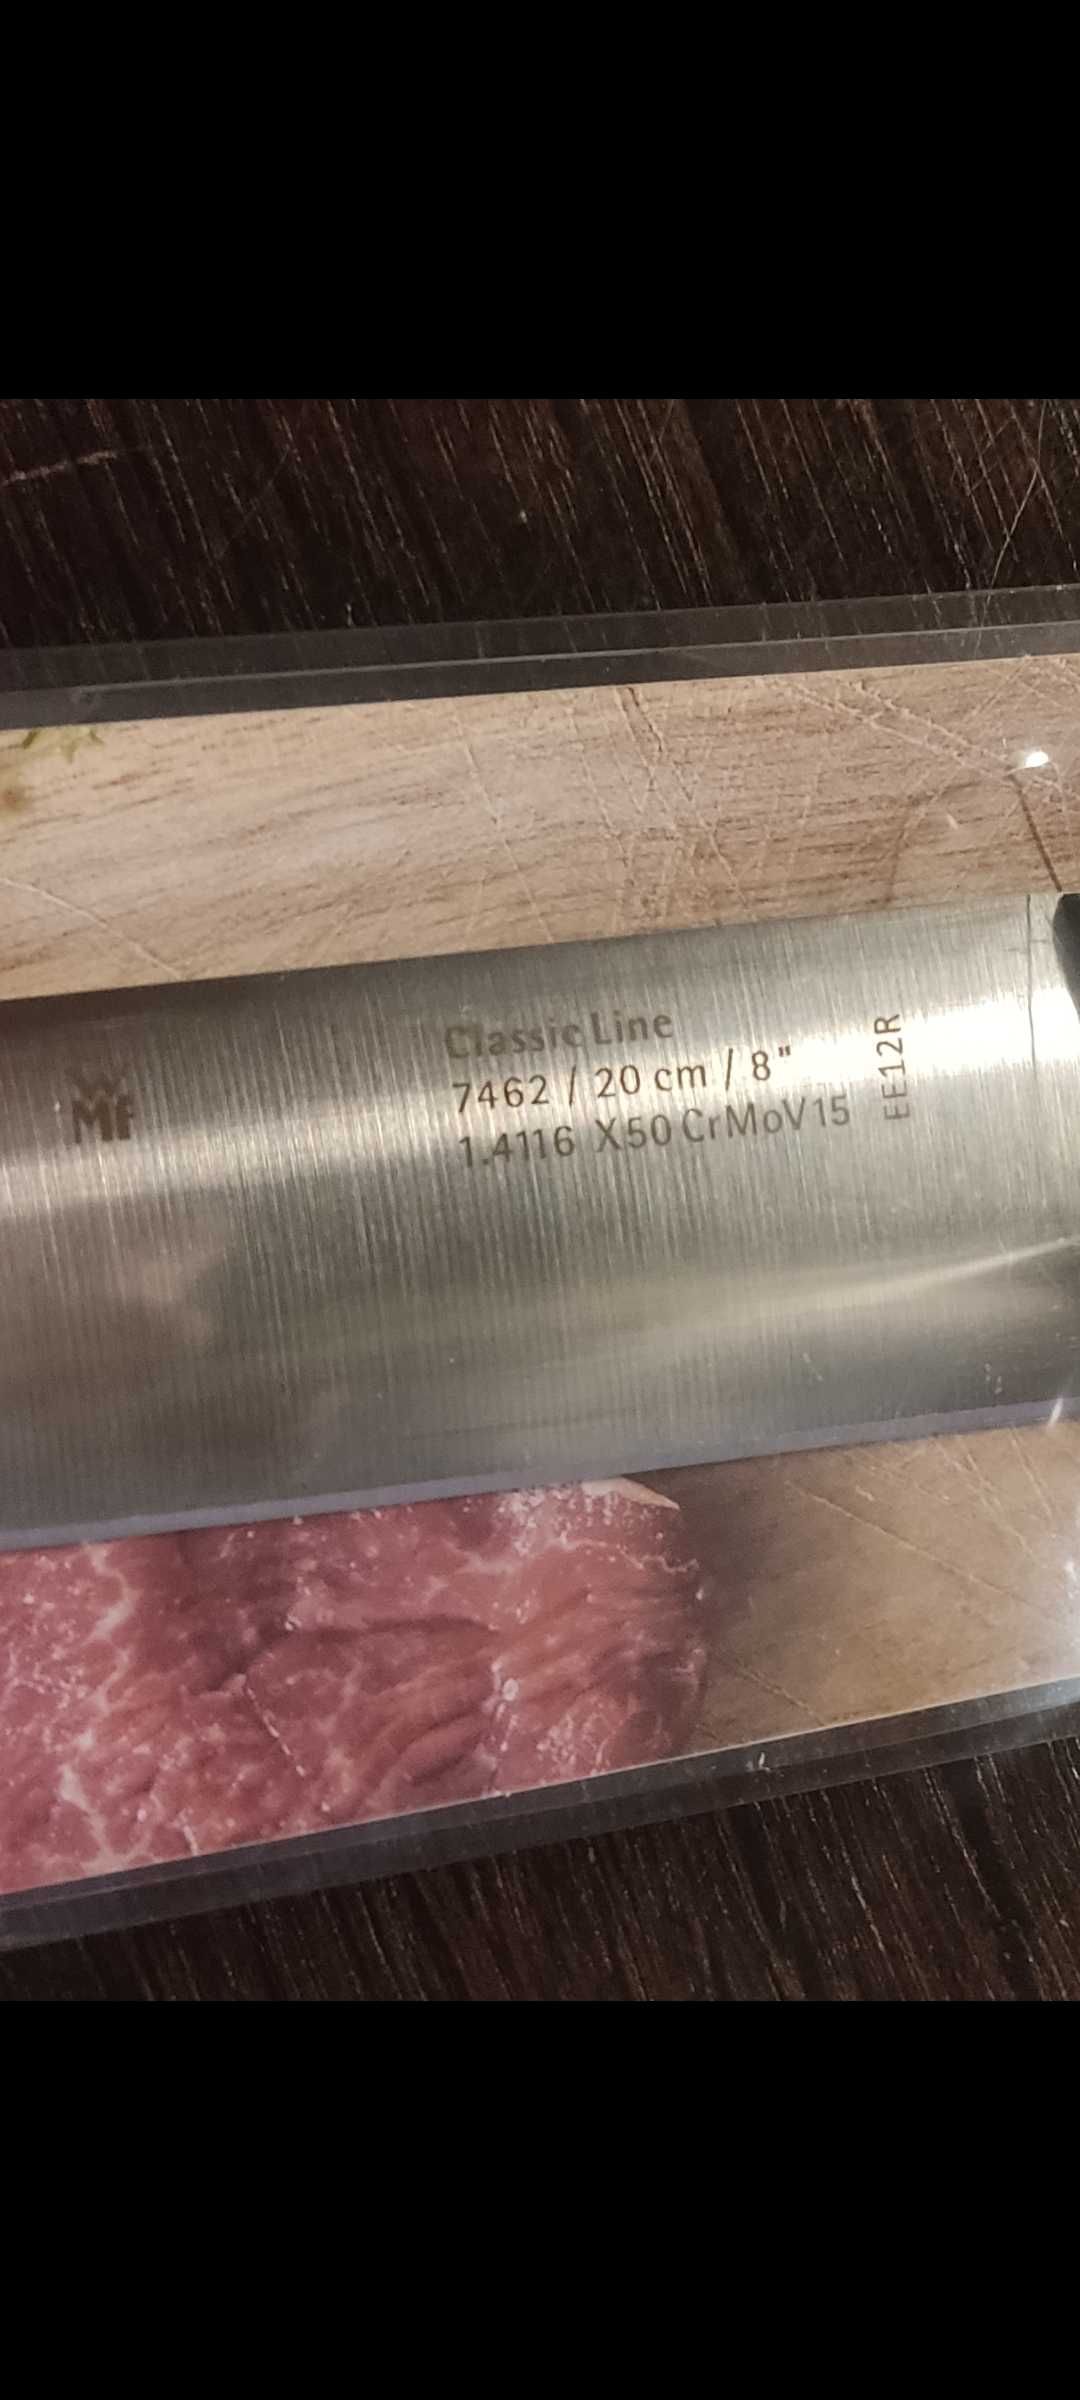 WMf
Classic Line
7462 / 20 cm / 8"
1.4116 X50 CrMoV15
EE12R